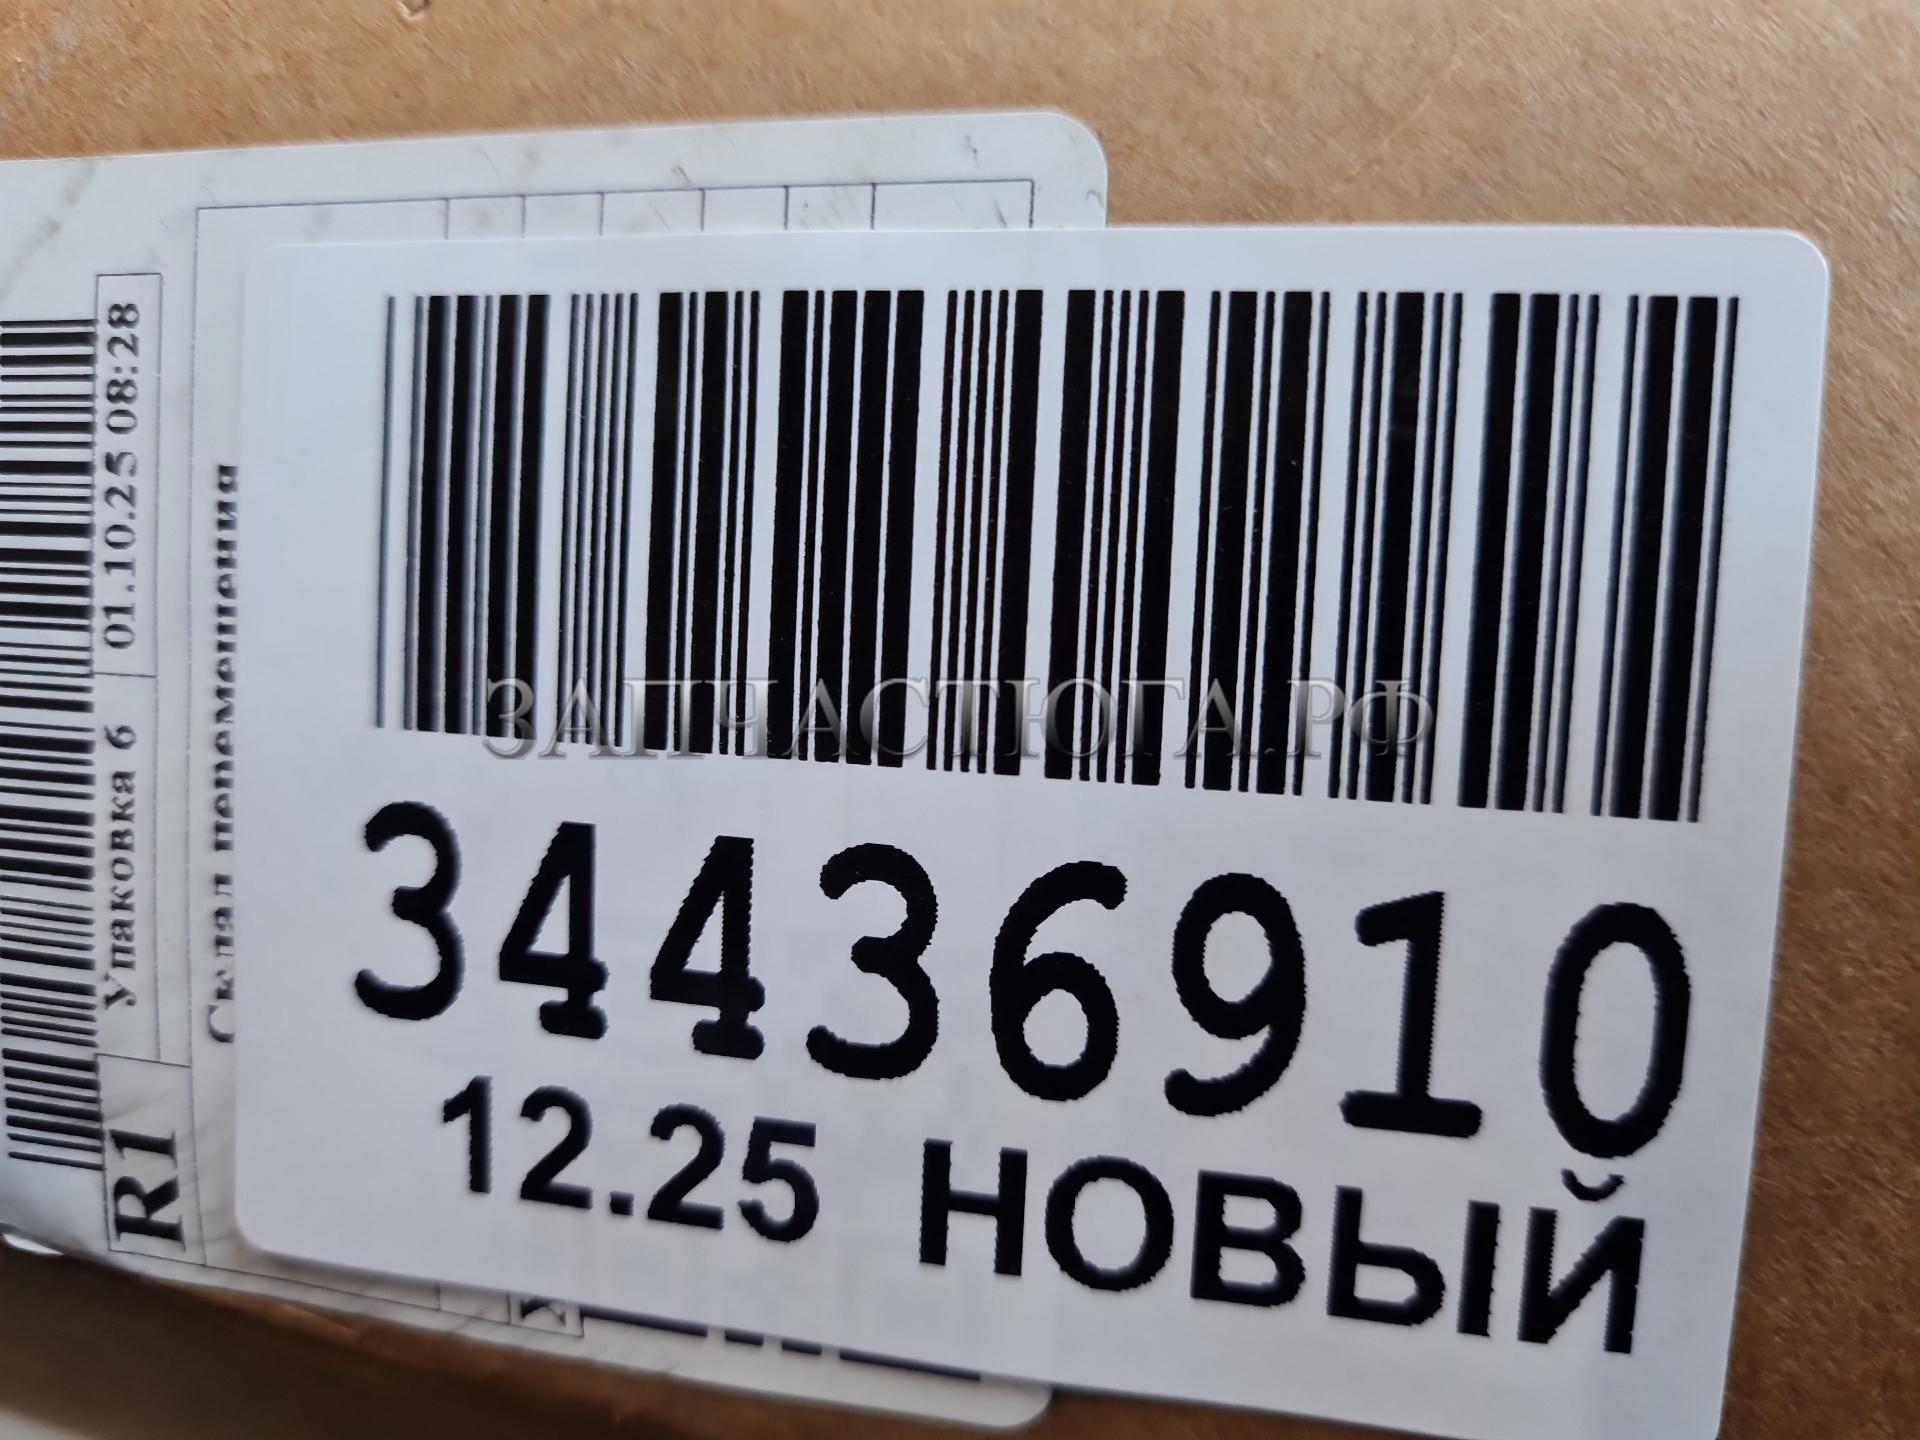 34436910
12.25 НОВЫЙ
ЗАПЧАСТЮГА.РФ
R1
Упаковка 6
01.10.25 08:28
Склад перемещения